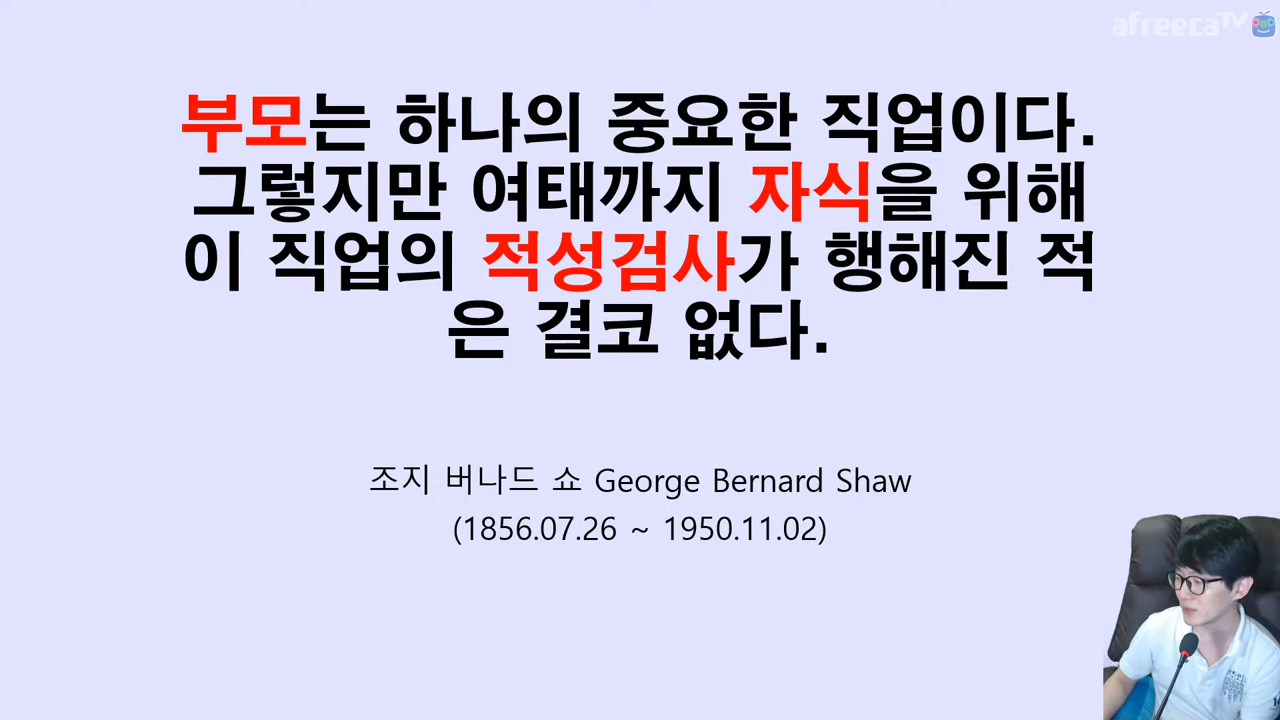 afreecaTV
부모는 하나의 중요한 직업이다.
그렇지만 여태까지 자식을 위해
이 직업의 적성검사가 행해진 적
은 결코 없다.
조지 버나드 쇼 George Bernard Shaw
(1856.07.26 ~ 1950.11.02)